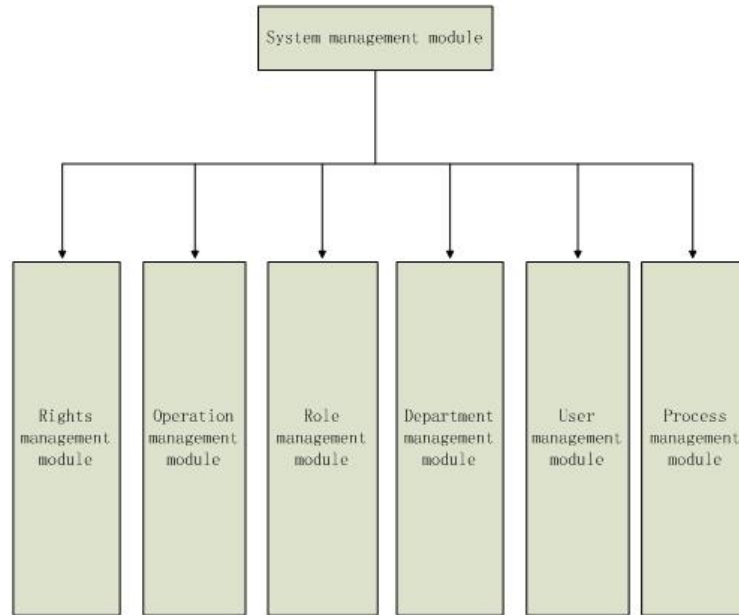 System management module
Rights
management
module
Operation
management
module
Role
management
module
Department
management
module
User
management
module
Process
management
module